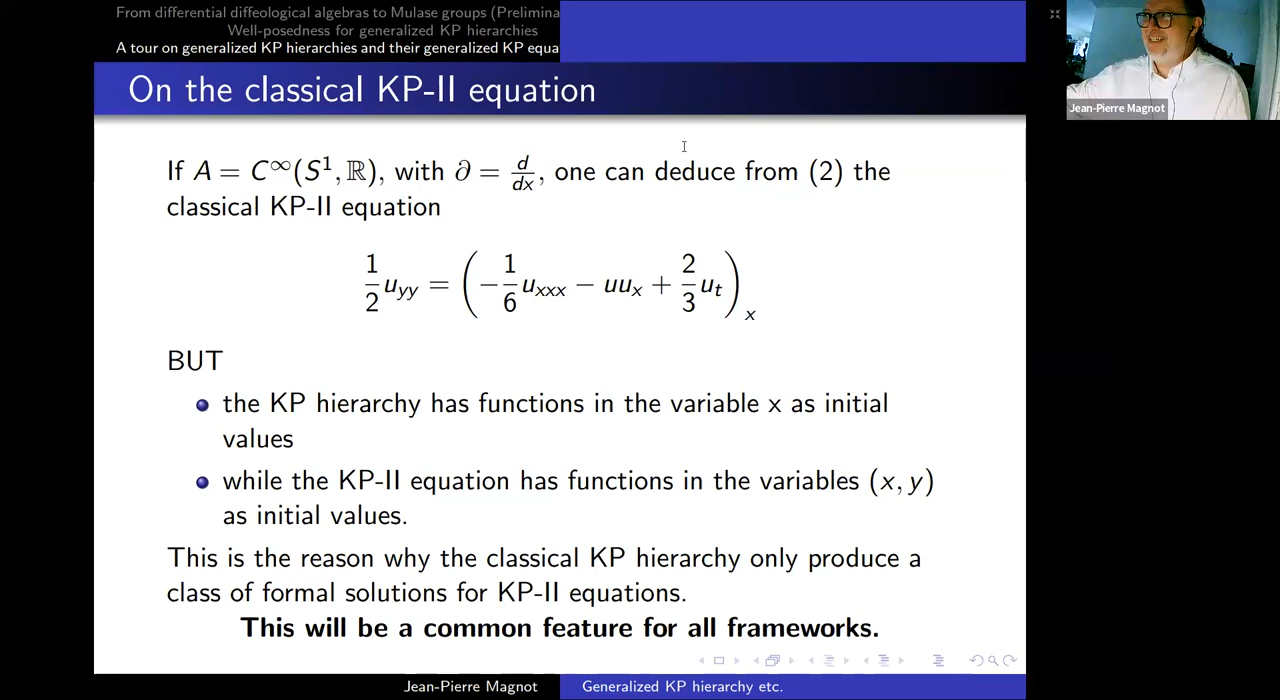 From differential diffeological algebras to Mulase groups (Prelimina
Well-posedness for generalized KP hierarchies
A tour on generalized KP hierarchies and their generalized KP equa
On the classical KP-II equation
If A = C^∞(S^1, ℝ), with ∂ = d/dx, one can deduce from (2) the
classical KP-II equation
1/2 u_yy = (−1/6 u_xxx − uu_x + 2/3 u_t)_x
BUT
the KP hierarchy has functions in the variable x as initial
values
while the KP-II equation has functions in the variables (x, y)
as initial values.
This is the reason why the classical KP hierarchy only produce a
class of formal solutions for KP-II equations.
This will be a common feature for all frameworks.
Jean-Pierre Magnot
Generalized KP hierarchy etc.
Jean-Pierre Magnot